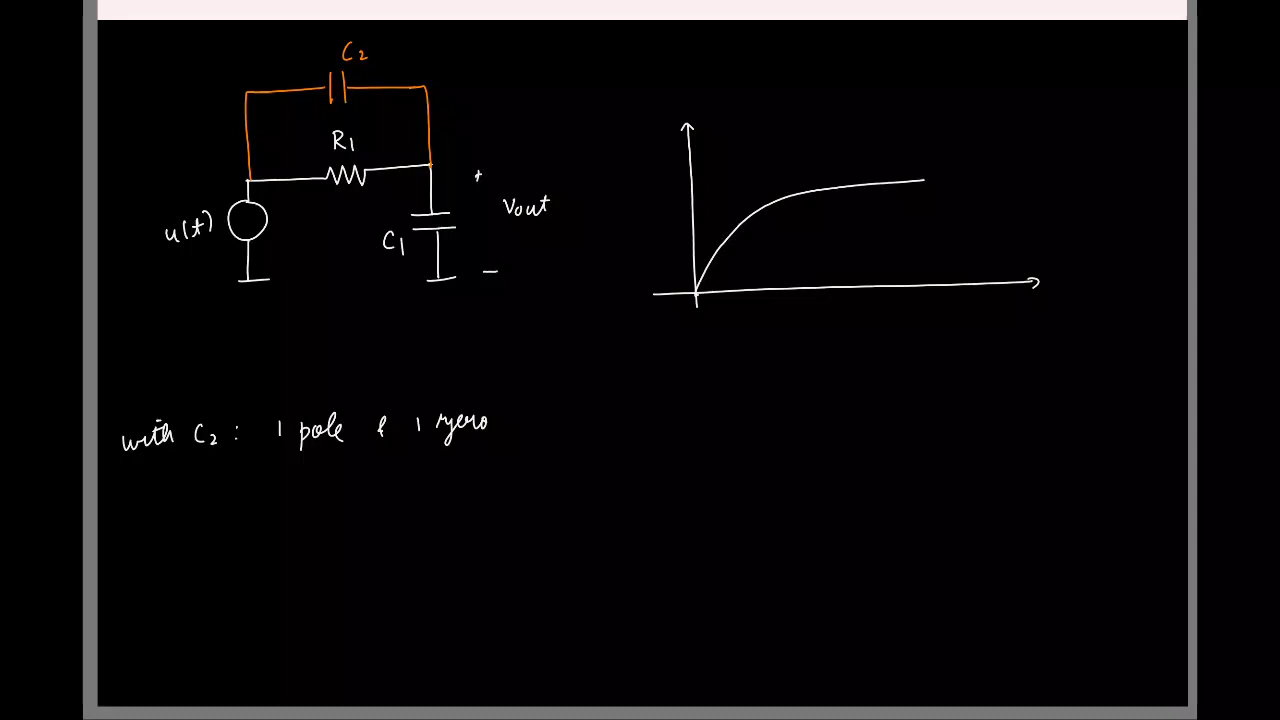 C2
R1
+
u(t)
Vout
C1
−
with C2 : 1 pole & 1 zero